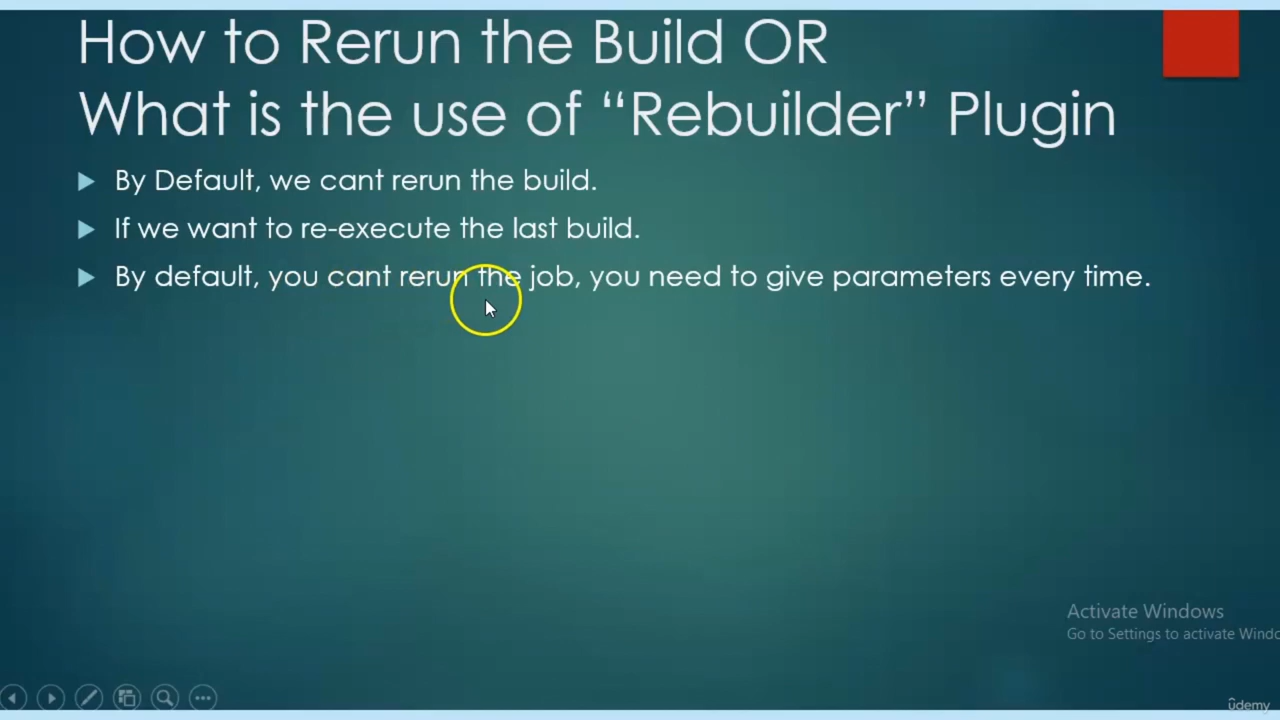 How to Rerun the Build OR
What is the use of “Rebuilder” Plugin
By Default, we cant rerun the build.
If we want to re-execute the last build.
By default, you cant rerun the job, you need to give parameters every time.
Activate Windows
Go to Settings to activate Windo
ûdemy